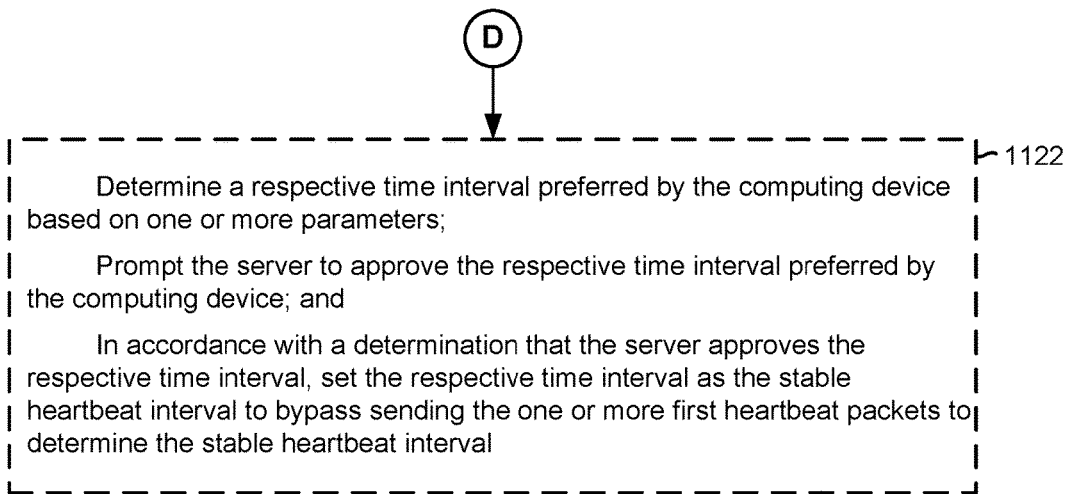 D
1122
Determine a respective time interval preferred by the computing device
based on one or more parameters;
Prompt the server to approve the respective time interval preferred by
the computing device; and
In accordance with a determination that the server approves the
respective time interval, set the respective time interval as the stable
heartbeat interval to bypass sending the one or more first heartbeat packets to
determine the stable heartbeat interval